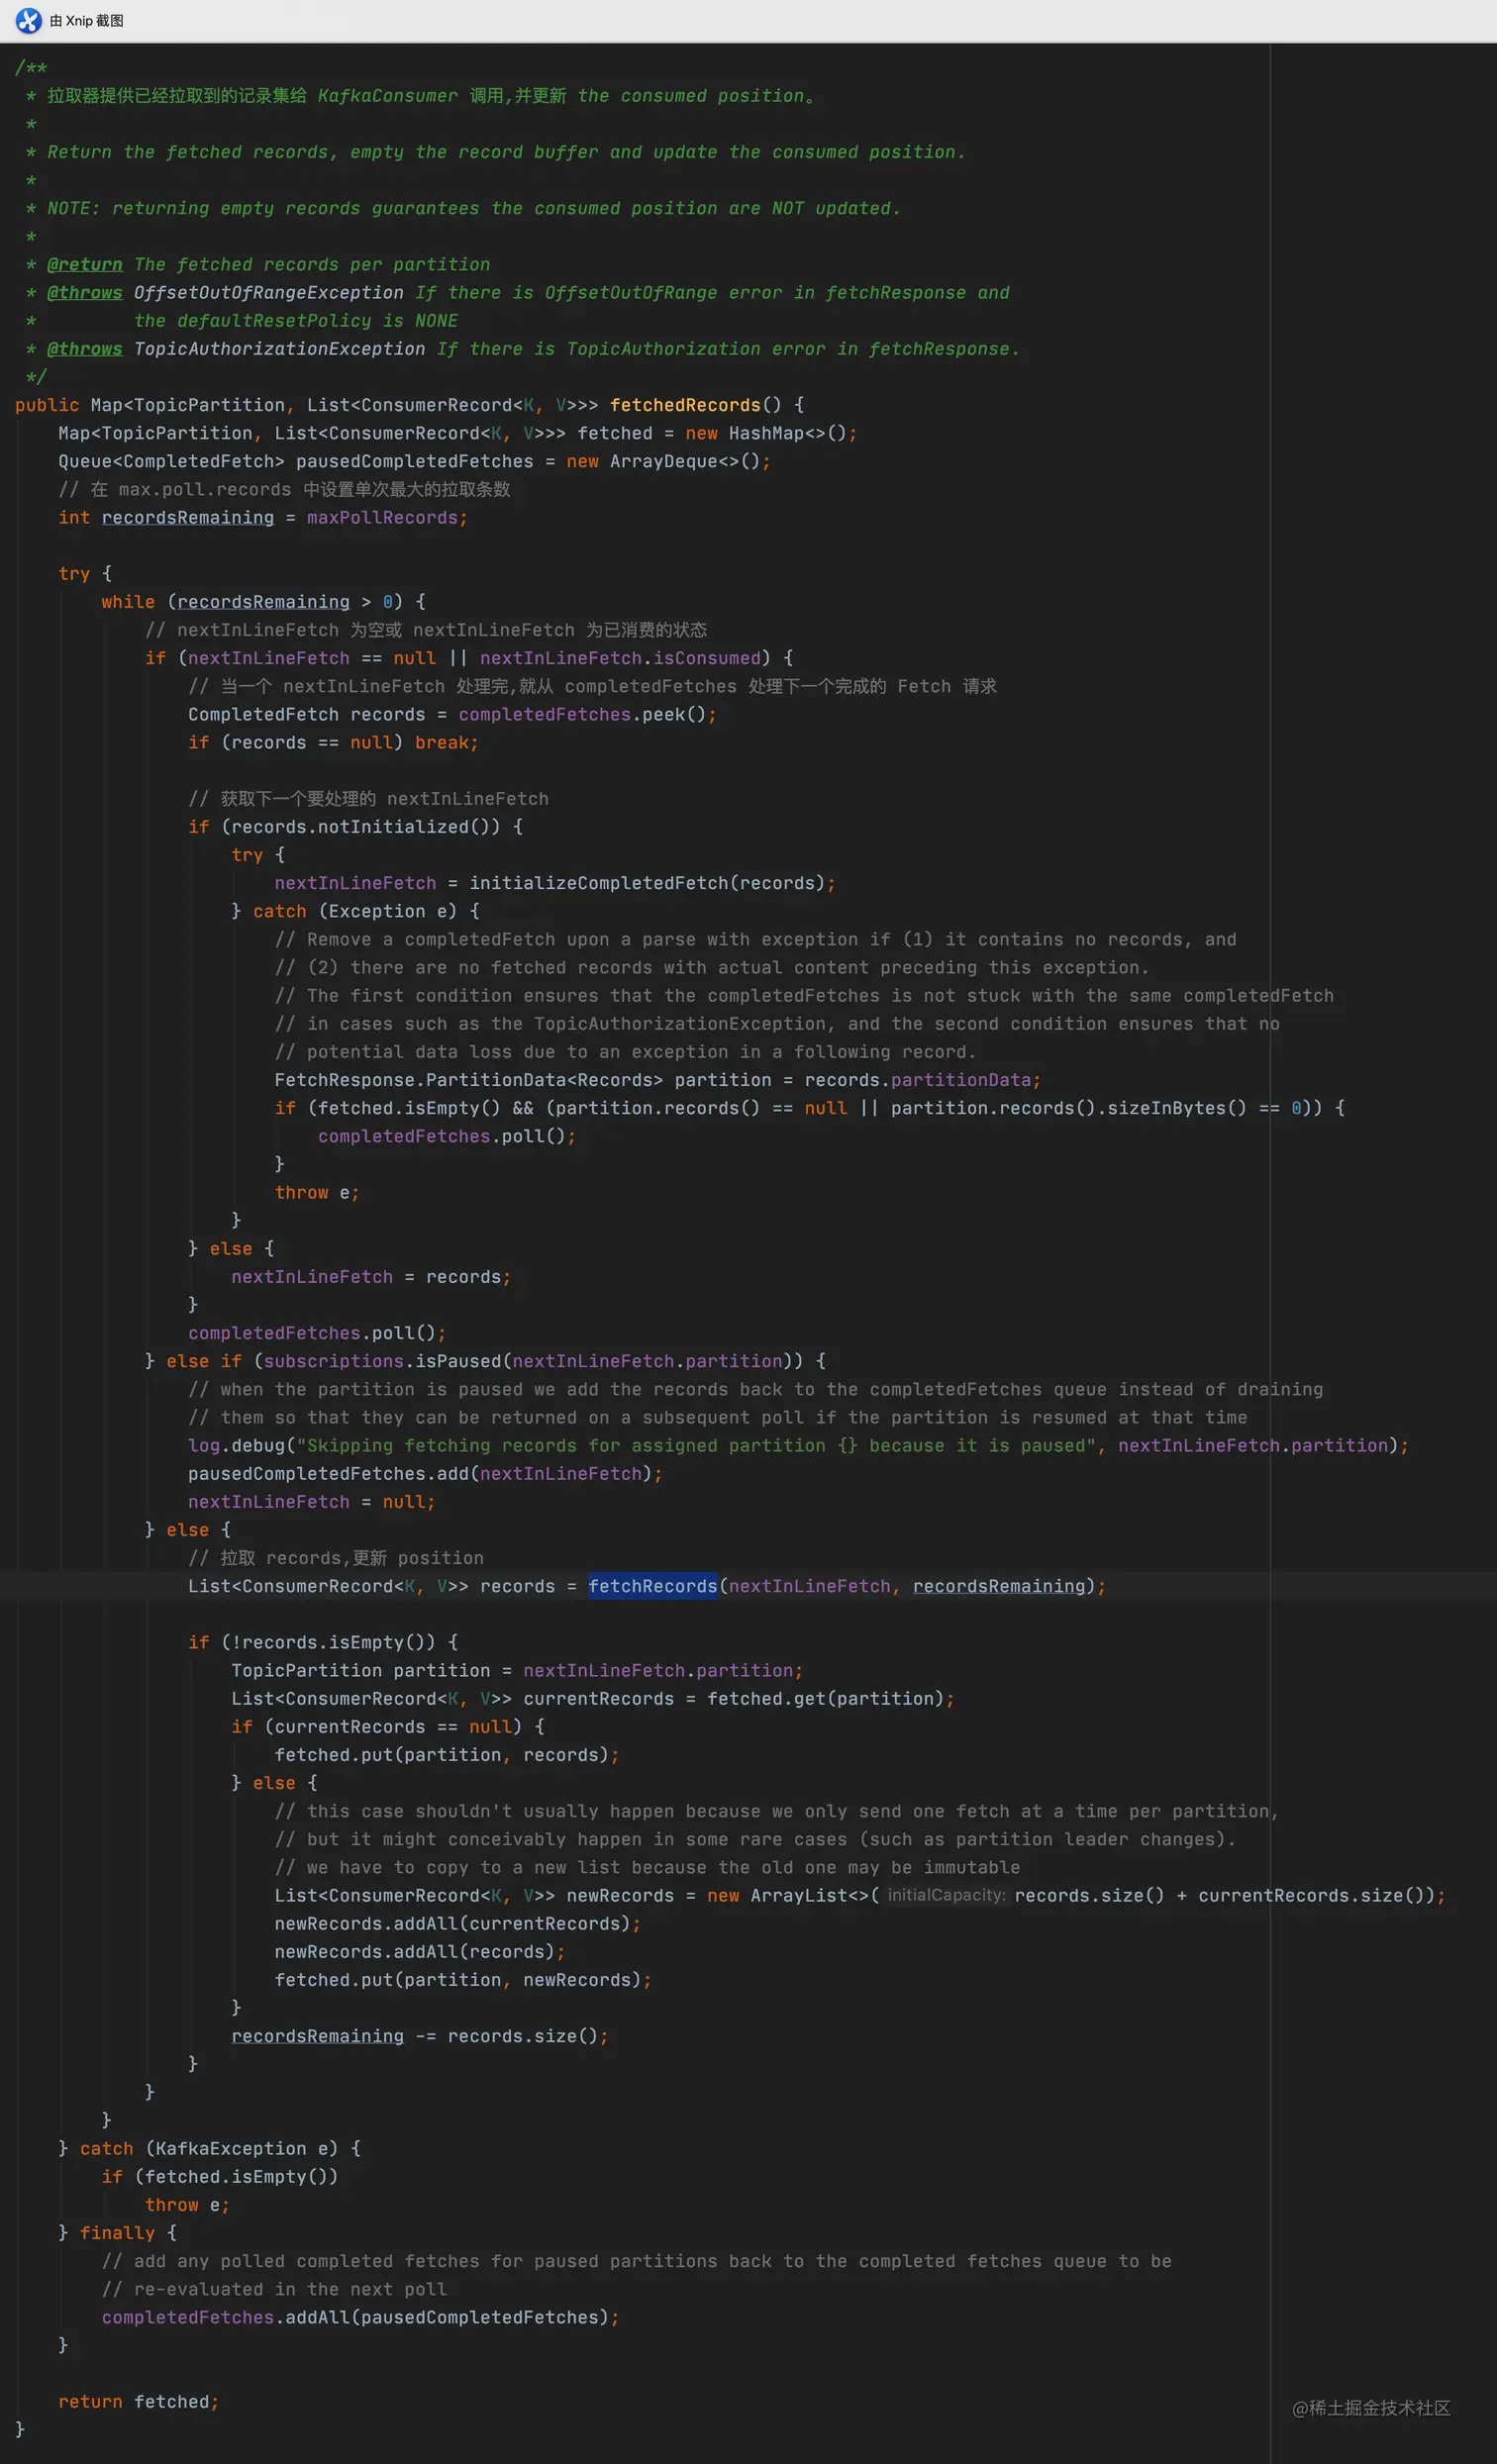 由 Xnip 截图
/**
 * 拉取器提供已经拉取到的记录集给 KafkaConsumer 调用,并更新 the consumed position。
 *
 * Return the fetched records, empty the record buffer and update the consumed position.
 *
 * NOTE: returning empty records guarantees the consumed position are NOT updated.
 *
 * @return The fetched records per partition
 * @throws OffsetOutOfRangeException If there is OffsetOutOfRange error in fetchResponse and
 *         the defaultResetPolicy is NONE
 * @throws TopicAuthorizationException If there is TopicAuthorization error in fetchResponse.
 */
public Map<TopicPartition, List<ConsumerRecord<K, V>>> fetchedRecords() {
    Map<TopicPartition, List<ConsumerRecord<K, V>>> fetched = new HashMap<>();
    Queue<CompletedFetch> pausedCompletedFetches = new ArrayDeque<>();
    // 在 max.poll.records 中设置单次最大的拉取条数
    int recordsRemaining = maxPollRecords;

    try {
        while (recordsRemaining > 0) {
            // nextInLineFetch 为空或 nextInLineFetch 为已消费的状态
            if (nextInLineFetch == null || nextInLineFetch.isConsumed) {
                // 当一个 nextInLineFetch 处理完,就从 completedFetches 处理下一个完成的 Fetch 请求
                CompletedFetch records = completedFetches.peek();
                if (records == null) break;

                // 获取下一个要处理的 nextInLineFetch
                if (records.notInitialized()) {
                    try {
                        nextInLineFetch = initializeCompletedFetch(records);
                    } catch (Exception e) {
                        // Remove a completedFetch upon a parse with exception if (1) it contains no records, and
                        // (2) there are no fetched records with actual content preceding this exception.
                        // The first condition ensures that the completedFetches is not stuck with the same completedFetch
                        // in cases such as the TopicAuthorizationException, and the second condition ensures that no
                        // potential data loss due to an exception in a following record.
                        FetchResponse.PartitionData<Records> partition = records.partitionData;
                        if (fetched.isEmpty() && (partition.records() == null || partition.records().sizeInBytes() == 0)) {
                            completedFetches.poll();
                        }
                        throw e;
                    }
                } else {
                    nextInLineFetch = records;
                }
                completedFetches.poll();
            } else if (subscriptions.isPaused(nextInLineFetch.partition)) {
                // when the partition is paused we add the records back to the completedFetches queue instead of draining
                // them so that they can be returned on a subsequent poll if the partition is resumed at that time
                log.debug("Skipping fetching records for assigned partition {} because it is paused", nextInLineFetch.partition);
                pausedCompletedFetches.add(nextInLineFetch);
                nextInLineFetch = null;
            } else {
                // 拉取 records,更新 position
                List<ConsumerRecord<K, V>> records = fetchRecords(nextInLineFetch, recordsRemaining);

                if (!records.isEmpty()) {
                    TopicPartition partition = nextInLineFetch.partition;
                    List<ConsumerRecord<K, V>> currentRecords = fetched.get(partition);
                    if (currentRecords == null) {
                        fetched.put(partition, records);
                    } else {
                        // this case shouldn't usually happen because we only send one fetch at a time per partition,
                        // but it might conceivably happen in some rare cases (such as partition leader changes).
                        // we have to copy to a new list because the old one may be immutable
                        List<ConsumerRecord<K, V>> newRecords = new ArrayList<>( initialCapacity: records.size() + currentRecords.size());
                        newRecords.addAll(currentRecords);
                        newRecords.addAll(records);
                        fetched.put(partition, newRecords);
                    }
                    recordsRemaining -= records.size();
                }
            }
        }
    } catch (KafkaException e) {
        if (fetched.isEmpty())
            throw e;
    } finally {
        // add any polled completed fetches for paused partitions back to the completed fetches queue to be
        // re-evaluated in the next poll
        completedFetches.addAll(pausedCompletedFetches);
    }

    return fetched;
@稀土掘金技术社区
}